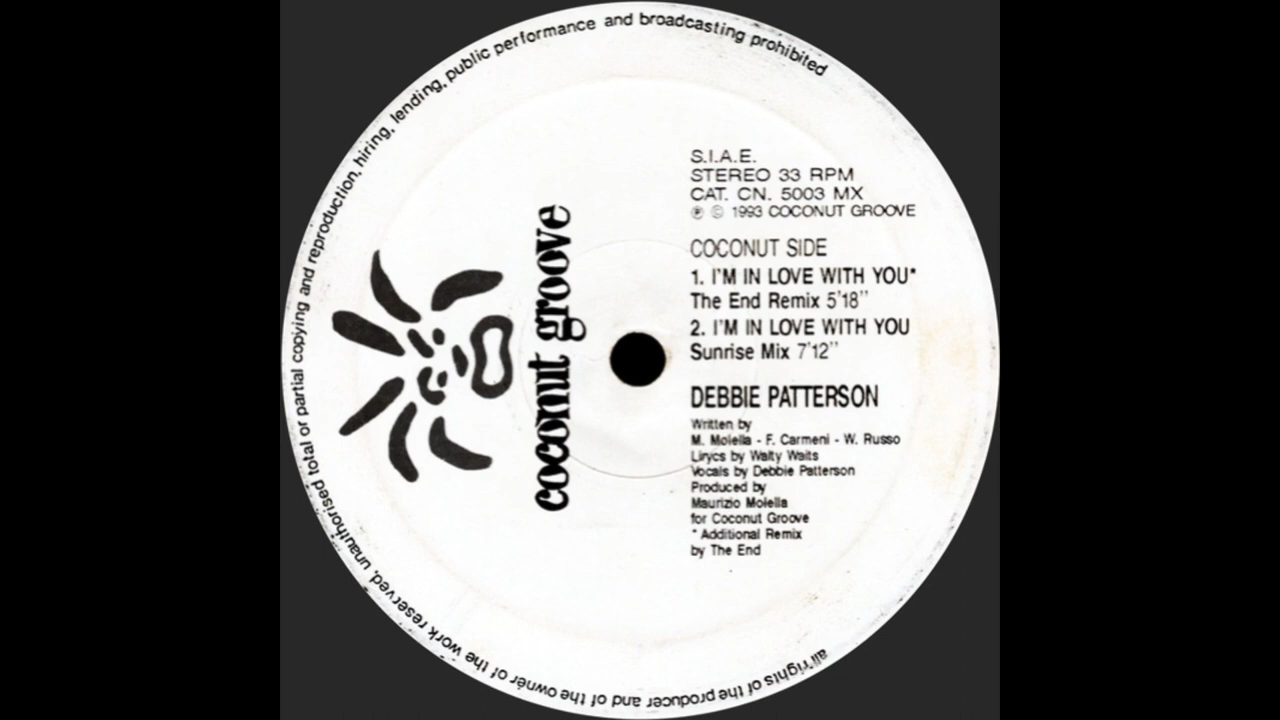 all rights of the producer and of the owner of the work reserved, unauthorised total or partial copying and reproduction, hiring, lending, public performance and broadcasting prohibited
coconut groove
S.I.A.E.
STEREO 33 RPM
CAT. CN. 5003 MX
℗ © 1993 COCONUT GROOVE
COCONUT SIDE
1. I'M IN LOVE WITH YOU*
The End Remix 5'18"
2. I'M IN LOVE WITH YOU
Sunrise Mix 7'12"
DEBBIE PATTERSON
Written by
M. Molella - F. Carmeni - W. Russo
Lirycs by Walty Waits
Vocals by Debbie Patterson
Produced by
Maurizio Molella
for Coconut Groove
* Additional Remix
by The End